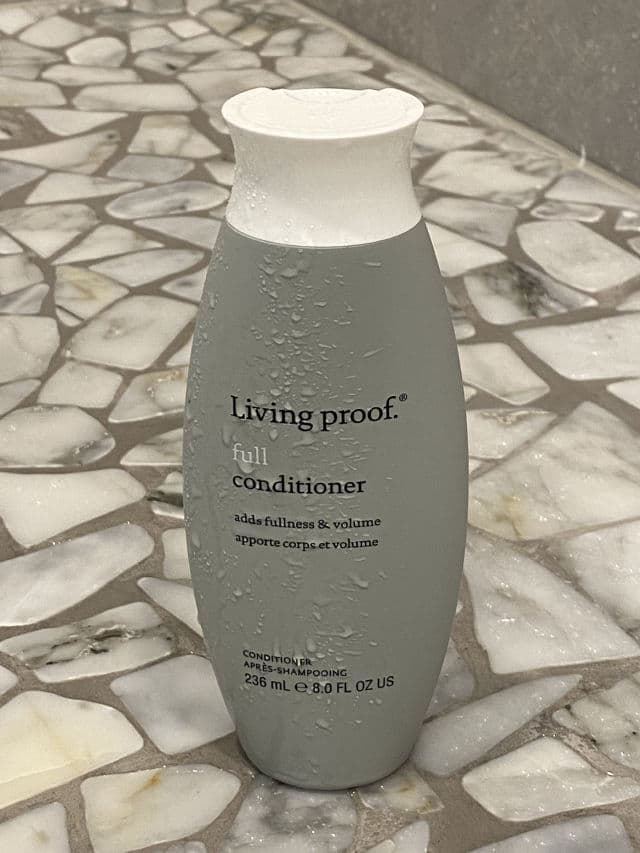 Living proof.®
full
conditioner
adds fullness & volume
apporte corps et volume
CONDITIONER
APRÈS-SHAMPOOING
236 mL ℮ 8.0 FL OZ US